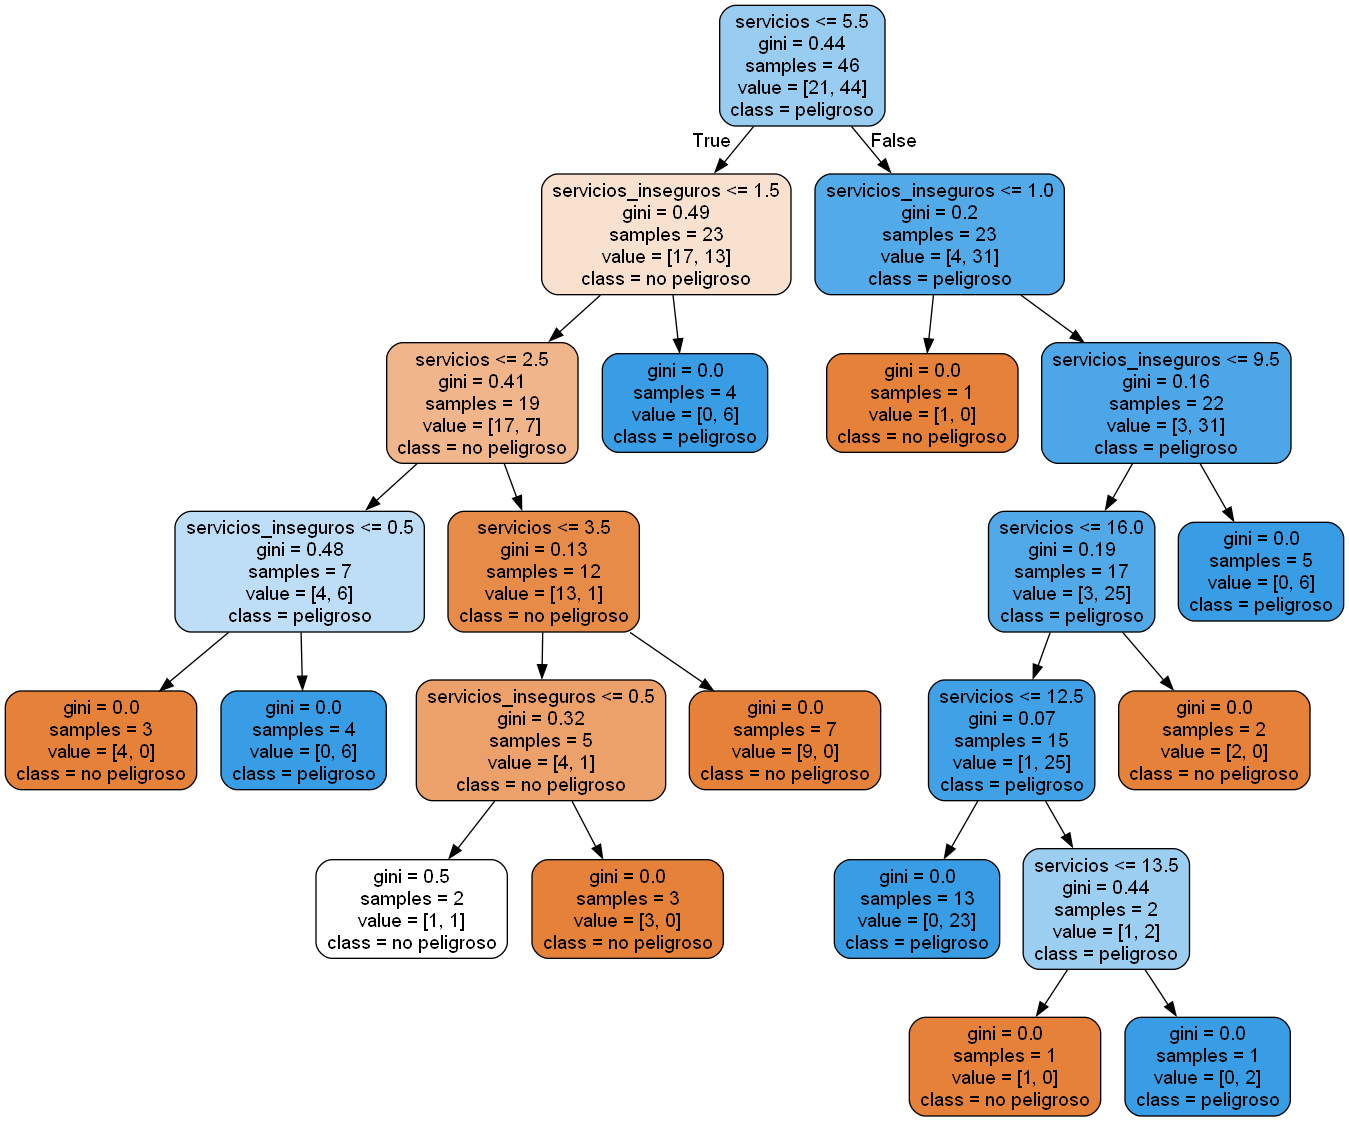 servicios <= 5.5
gini = 0.44
samples = 46
value = [21, 44]
class = peligroso
True
False
servicios_inseguros <= 1.5
gini = 0.49
samples = 23
value = [17, 13]
class = no peligroso
servicios_inseguros <= 1.0
gini = 0.2
samples = 23
value = [4, 31]
class = peligroso
servicios <= 2.5
gini = 0.41
samples = 19
value = [17, 7]
class = no peligroso
gini = 0.0
samples = 4
value = [0, 6]
class = peligroso
gini = 0.0
samples = 1
value = [1, 0]
class = no peligroso
servicios_inseguros <= 9.5
gini = 0.16
samples = 22
value = [3, 31]
class = peligroso
servicios_inseguros <= 0.5
gini = 0.48
samples = 7
value = [4, 6]
class = peligroso
servicios <= 3.5
gini = 0.13
samples = 12
value = [13, 1]
class = no peligroso
servicios <= 16.0
gini = 0.19
samples = 17
value = [3, 25]
class = peligroso
gini = 0.0
samples = 5
value = [0, 6]
class = peligroso
gini = 0.0
samples = 3
value = [4, 0]
class = no peligroso
gini = 0.0
samples = 4
value = [0, 6]
class = peligroso
servicios_inseguros <= 0.5
gini = 0.32
samples = 5
value = [4, 1]
class = no peligroso
gini = 0.0
samples = 7
value = [9, 0]
class = no peligroso
servicios <= 12.5
gini = 0.07
samples = 15
value = [1, 25]
class = peligroso
gini = 0.0
samples = 2
value = [2, 0]
class = no peligroso
gini = 0.5
samples = 2
value = [1, 1]
class = no peligroso
gini = 0.0
samples = 3
value = [3, 0]
class = no peligroso
gini = 0.0
samples = 13
value = [0, 23]
class = peligroso
servicios <= 13.5
gini = 0.44
samples = 2
value = [1, 2]
class = peligroso
gini = 0.0
samples = 1
value = [1, 0]
class = no peligroso
gini = 0.0
samples = 1
value = [0, 2]
class = peligroso